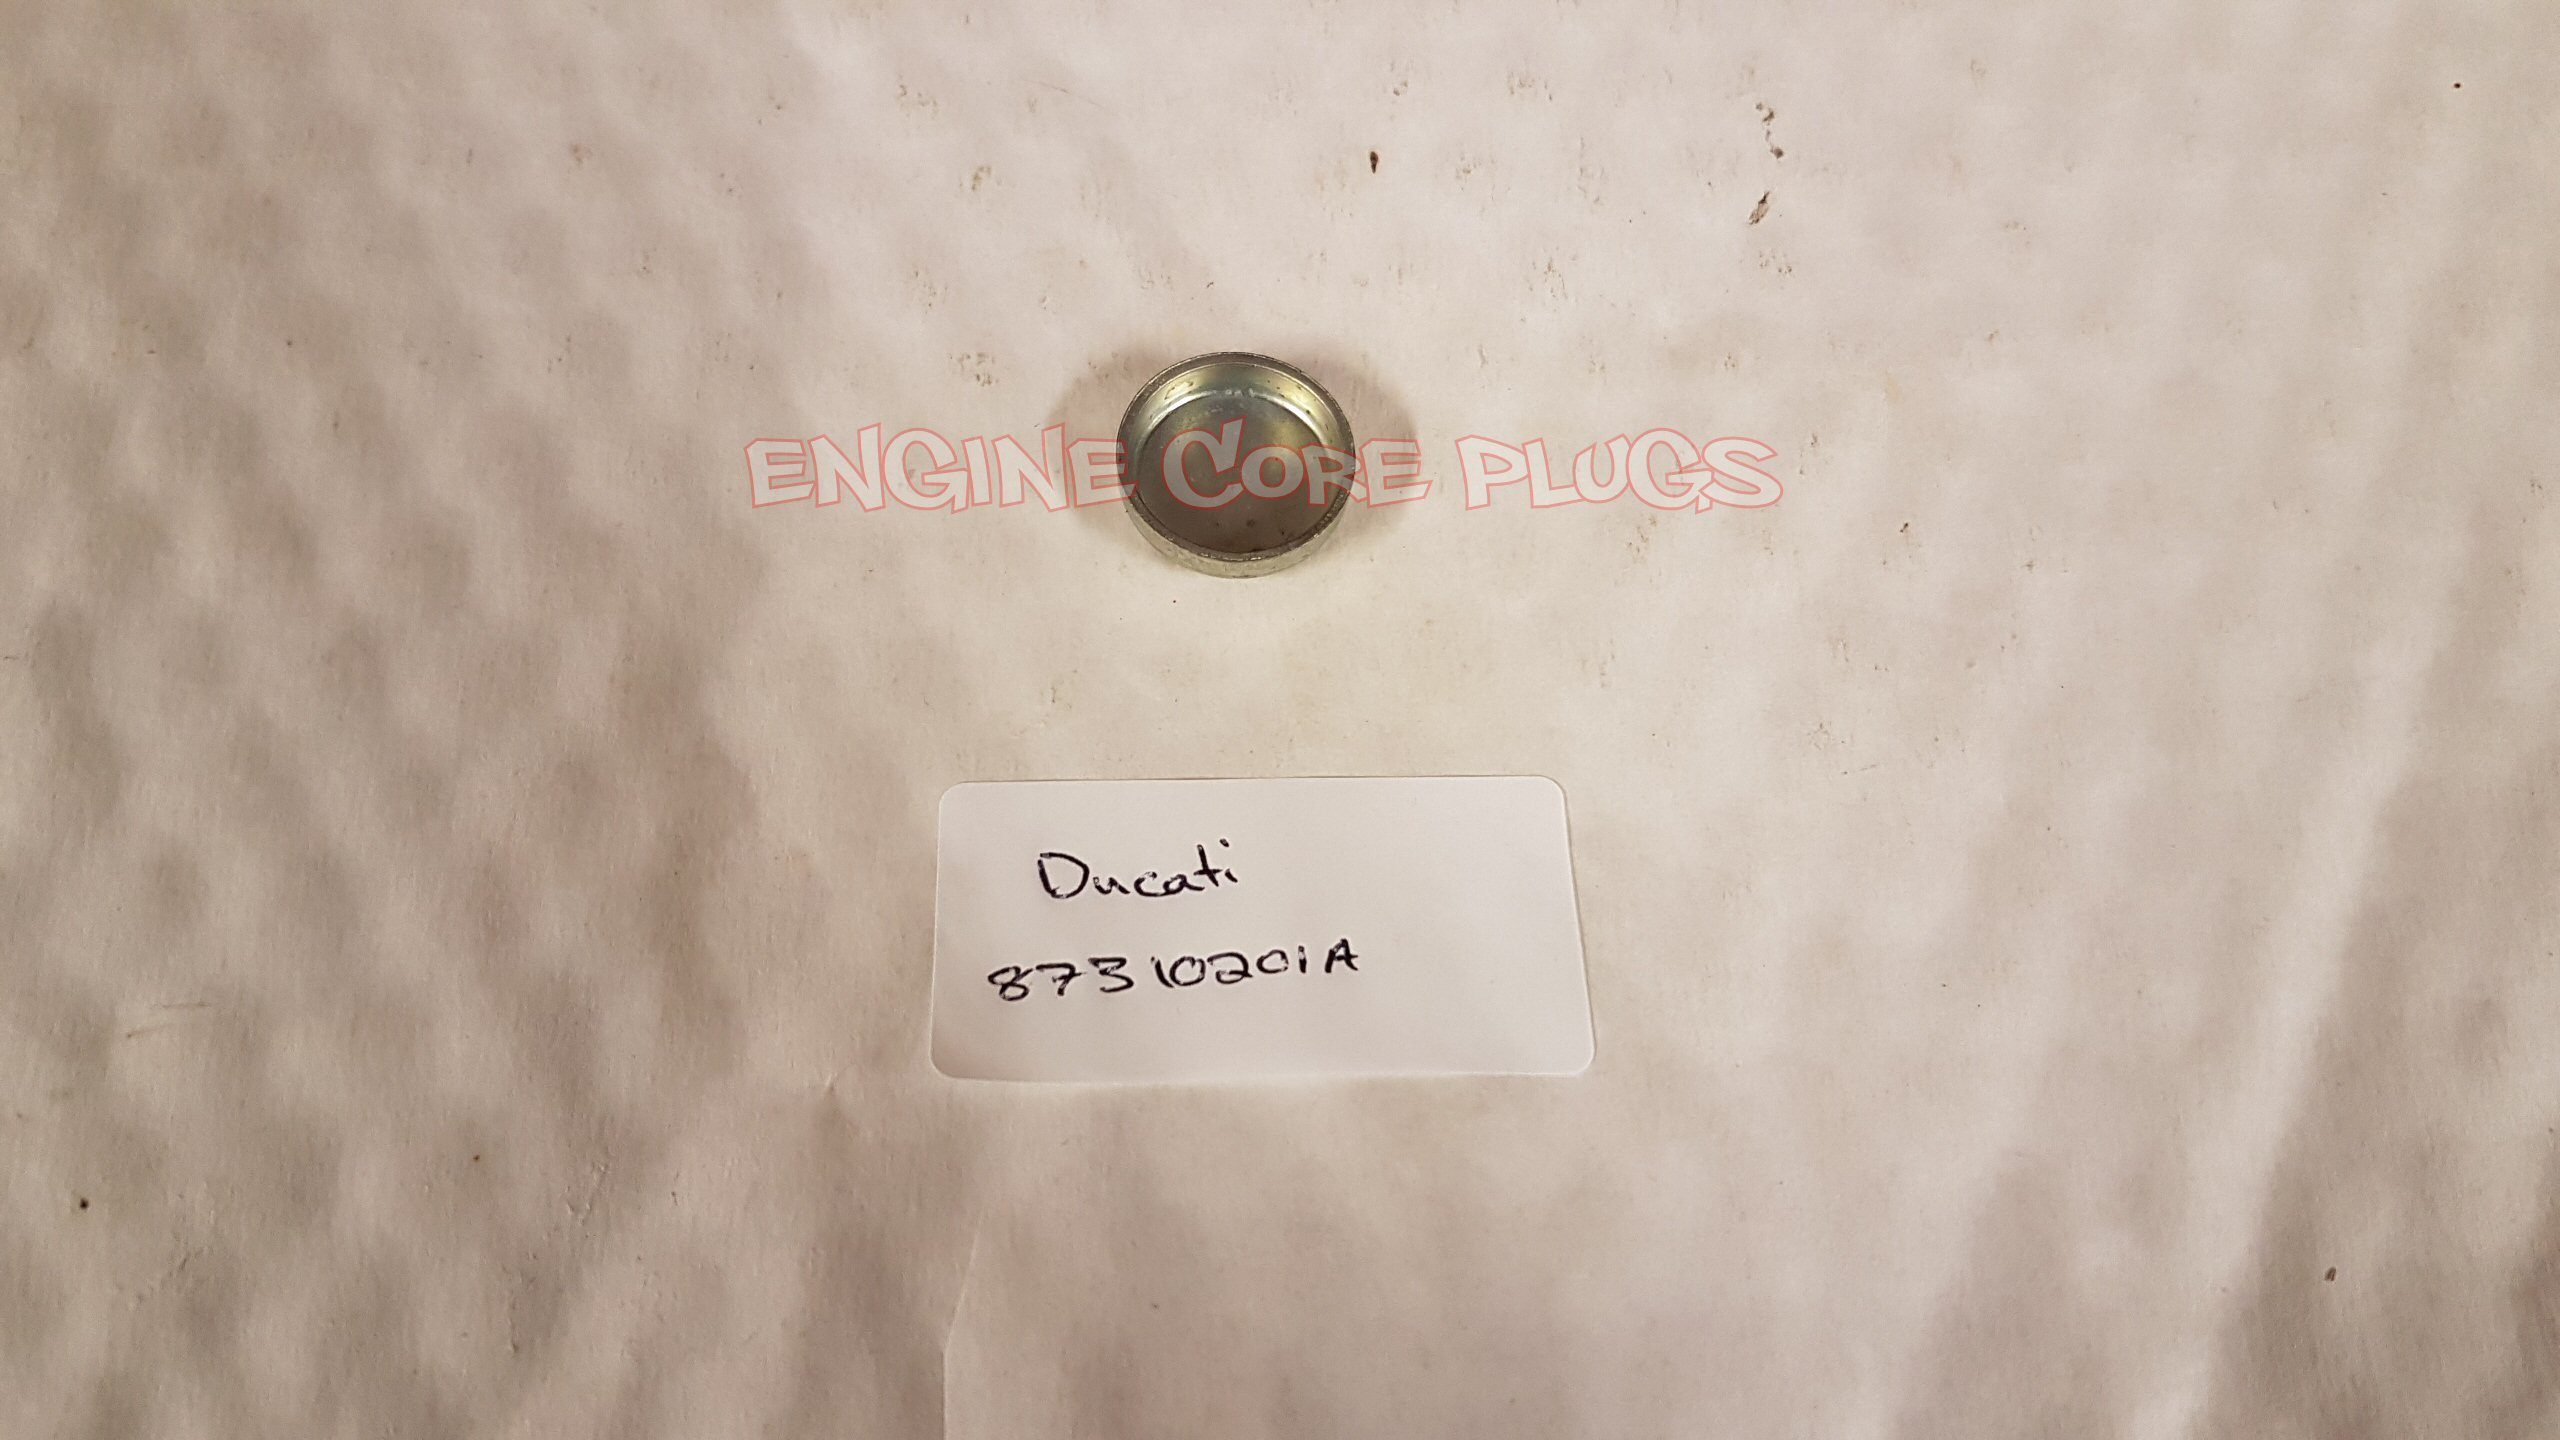 ENGINE CORE PLUGS
Ducati
87310201A